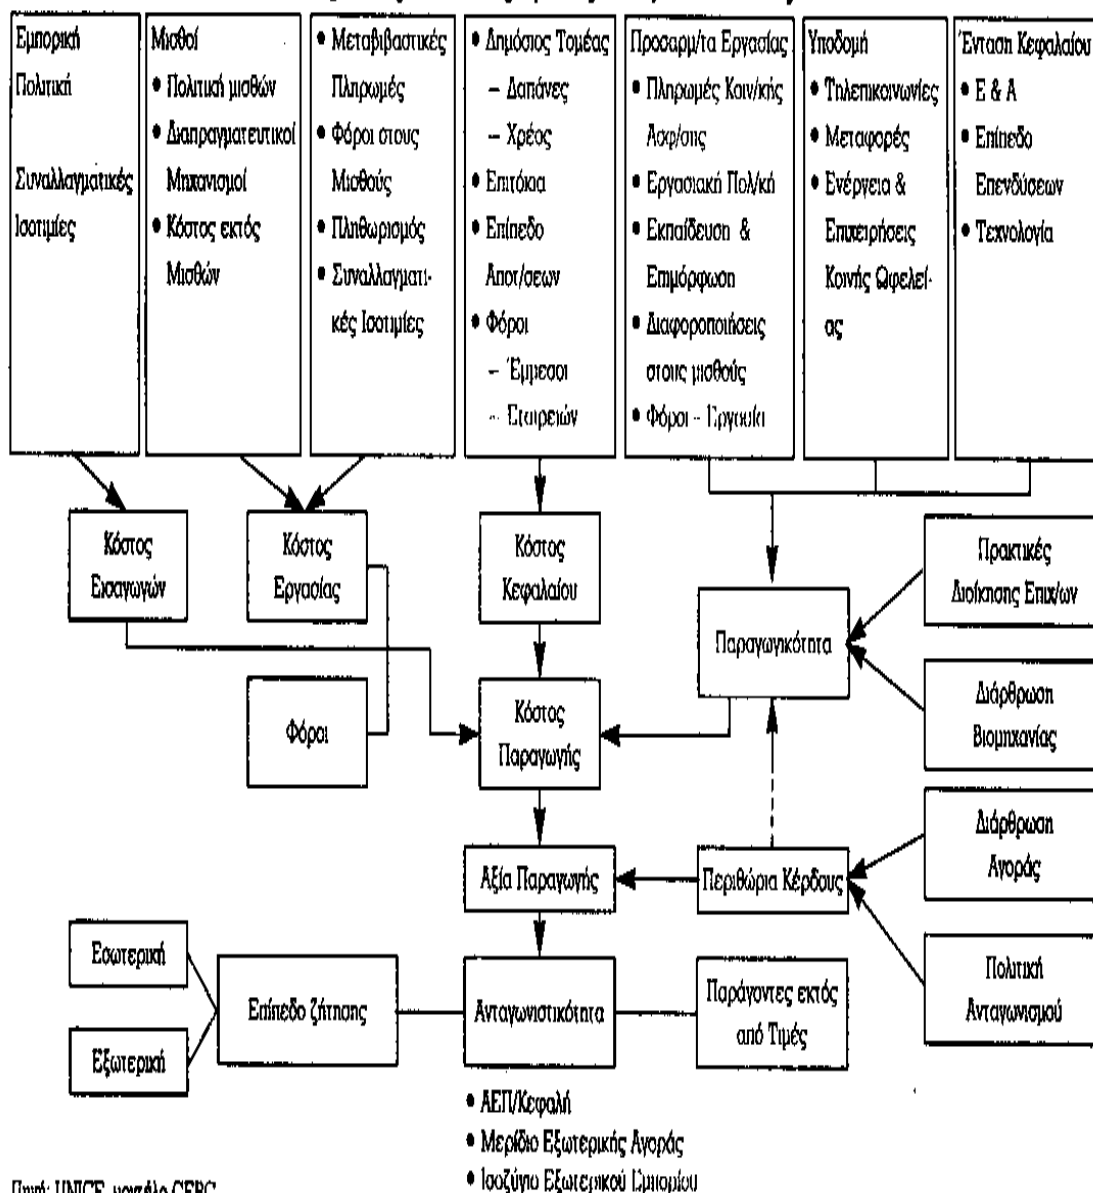 Εμπορική
Πολιτική
Συναλλαγματικές
Ισοτιμίες
Μισθοί
• Πολιτική μισθών
• Διαπραγματευτικοί
Μηχανισμοί
• Κόστος εκτός
Μισθών
• Μεταβιβαστικές
Πληρωμές
• Φόροι στους
Μισθούς
• Πληθωρισμός
• Συναλλαγματι-
κές Ισοτιμίες
• Δημόσιος Τομέας
– Δαπάνες
– Χρέος
• Επιτόκια
• Επίπεδο
Αποτ/σεων
• Φόροι
– Έμμεσοι
– Εταιρειών
Προσαρμ/τα Εργασίας
• Πληρωμές Κοιν/κής
Ασφ/σης
• Εργασιακή Πολ/κή
• Εκπαίδευση &
Επιμόρφωση
• Διαφοροποιήσεις
στους μισθούς
• Φόροι – Εργασία
Υποδομή
• Τηλεπικοινωνίες
• Μεταφορές
• Ενέργεια &
Επιχειρήσεις
Κοινής Ωφελεί-
ας
Ένταση Κεφαλαίου
• Ε & Α
• Επίπεδο
Επενδύσεων
• Τεχνολογία
Κόστος
Εισαγωγών
Κόστος
Εργασίας
Κόστος
Κεφαλαίου
Πρακτικές
Διοίκησης Επιχ/ων
Παραγωγικότητα
Φόροι
Κόστος
Παραγωγής
Διάρθρωση
Βιομηχανίας
Διάρθρωση
Αγοράς
Αξία Παραγωγής
Περιθώρια Κέρδους
Εσωτερική
Εξωτερική
Επίπεδο ζήτησης
Ανταγωνιστικότητα
Παράγοντες εκτός
από Τιμές
Πολιτική
Ανταγωνισμού
• ΑΕΠ/Κεφαλή
• Μερίδιο Εξωτερικής Αγοράς
• Ισοζύγιο Εξωτερικού Εμπορίου
Πηγή: UNICE, μοντέλο CEPC